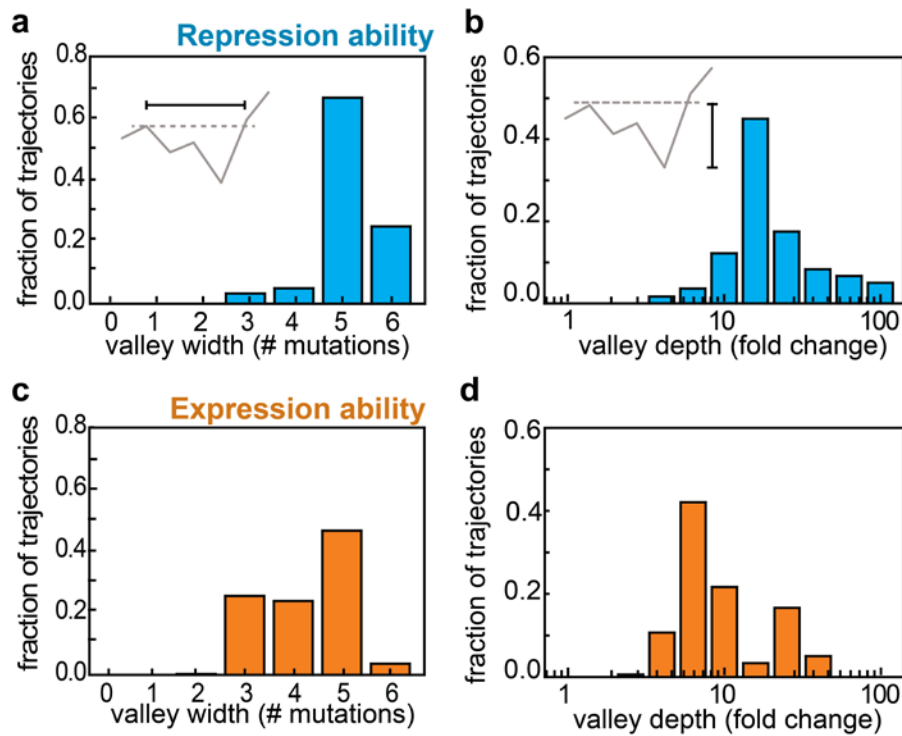 a
Repression ability
fraction of trajectories
0.8
0.6
0.4
0.2
0.0
0 1 2 3 4 5 6
valley width (# mutations)
b
fraction of trajectories
0.6
0.4
0.2
0.0
1 10 100
valley depth (fold change)
c
Expression ability
fraction of trajectories
0.8
0.6
0.4
0.2
0.0
0 1 2 3 4 5 6
valley width (# mutations)
d
fraction of trajectories
0.6
0.4
0.2
0.0
1 10 100
valley depth (fold change)